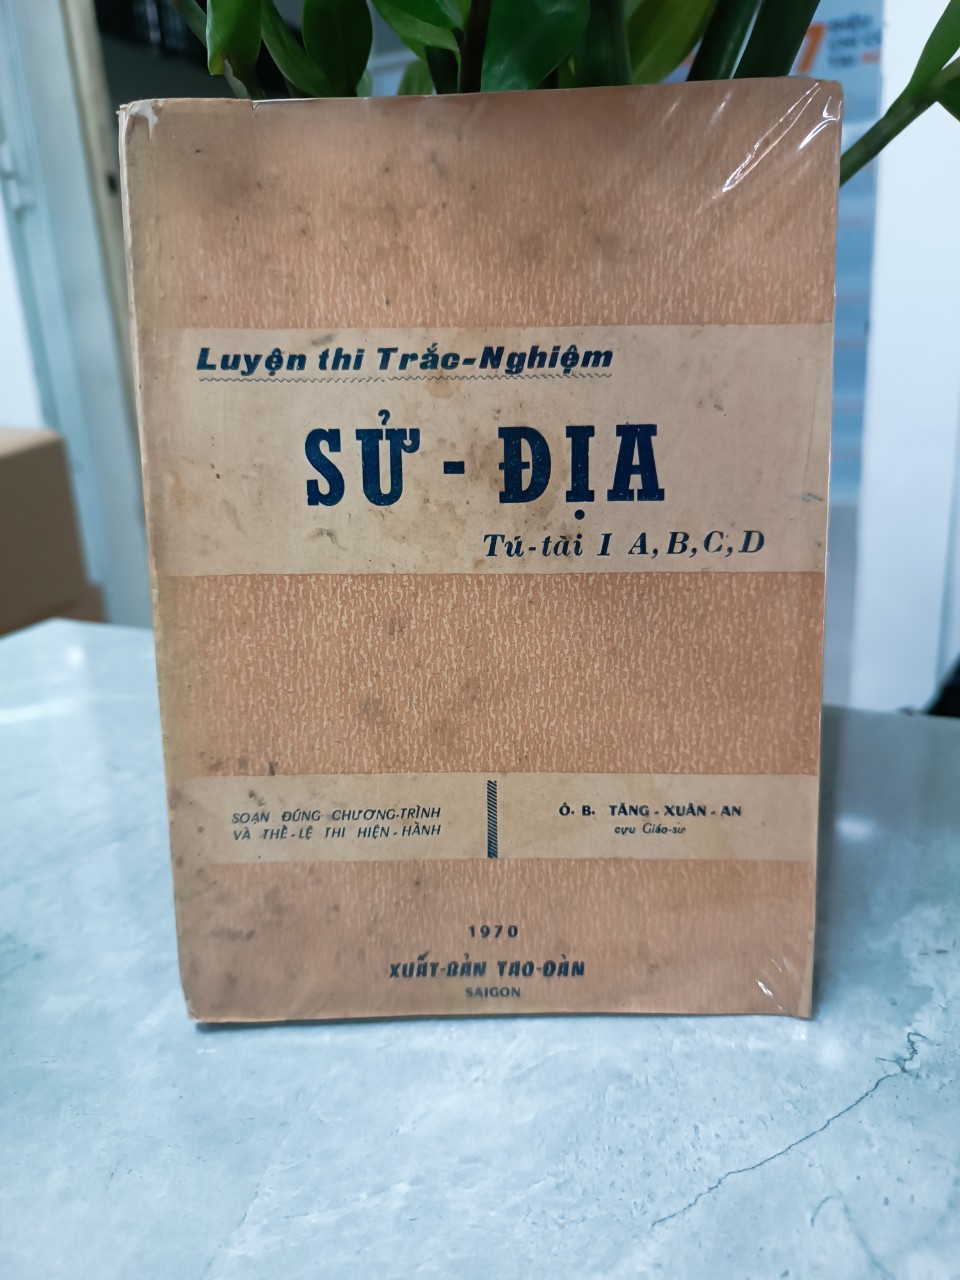 Luyện thi Trắc-Nghiệm
SỬ - ĐỊA
Tú-tài I A, B, C, D
SOẠN ĐÚNG CHƯƠNG-TRÌNH
VÀ THỂ-LỆ THI HIỆN-HÀNH
Ô. B. TĂNG-XUÂN-AN
cựu Giáo-sư
1970
XUẤT-BẢN TAO-ĐÀN
SAIGON